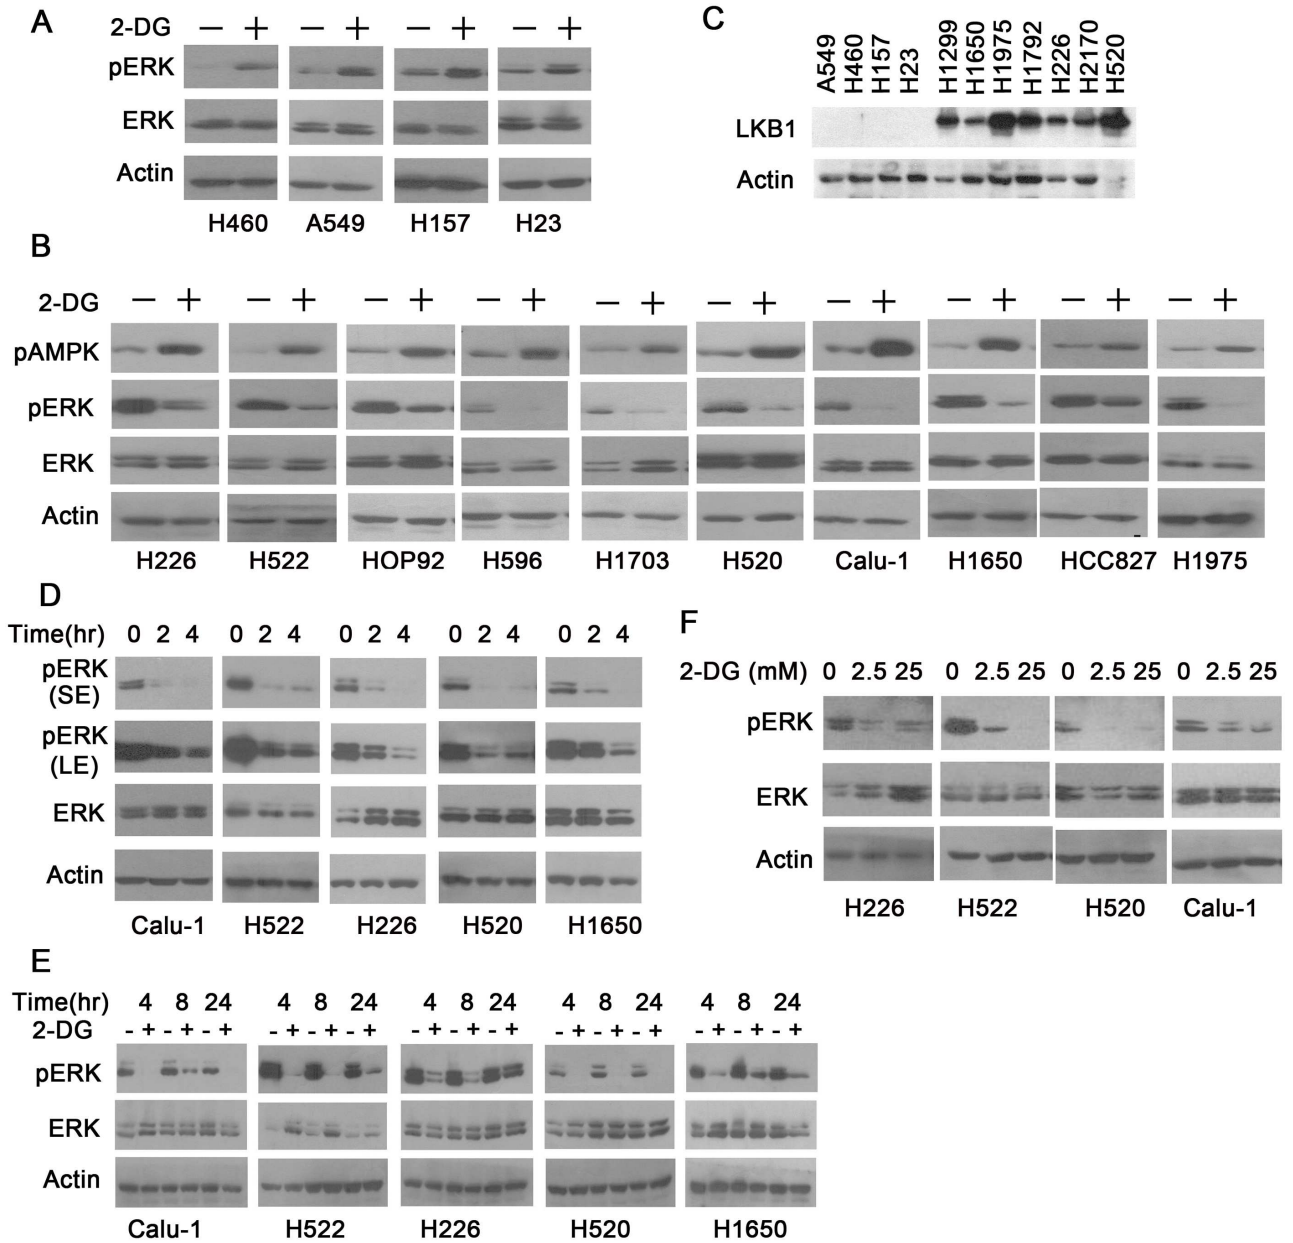 A
2-DG — + — + — + — +
pERK
ERK
Actin
H460 A549 H157 H23
C
A549 H460 H157 H23 H1299 H1650 H1975 H1792 H226 H2170 H520
LKB1
Actin
B
2-DG — + — + — + — + — + — + — + — + — + — +
pAMPK
pERK
ERK
Actin
H226 H522 HOP92 H596 H1703 H520 Calu-1 H1650 HCC827 H1975
D
Time(hr) 0 2 4 0 2 4 0 2 4 0 2 4 0 2 4
pERK
(SE)
pERK
(LE)
ERK
Actin
Calu-1 H522 H226 H520 H1650
F
2-DG (mM) 0 2.5 25 0 2.5 25 0 2.5 25 0 2.5 25
pERK
ERK
Actin
H226 H522 H520 Calu-1
E
Time(hr) 4 8 24 4 8 24 4 8 24 4 8 24 4 8 24
2-DG - + - + - + - + - + - + - + - + - + - + - + - + - + - + - +
pERK
ERK
Actin
Calu-1 H522 H226 H520 H1650